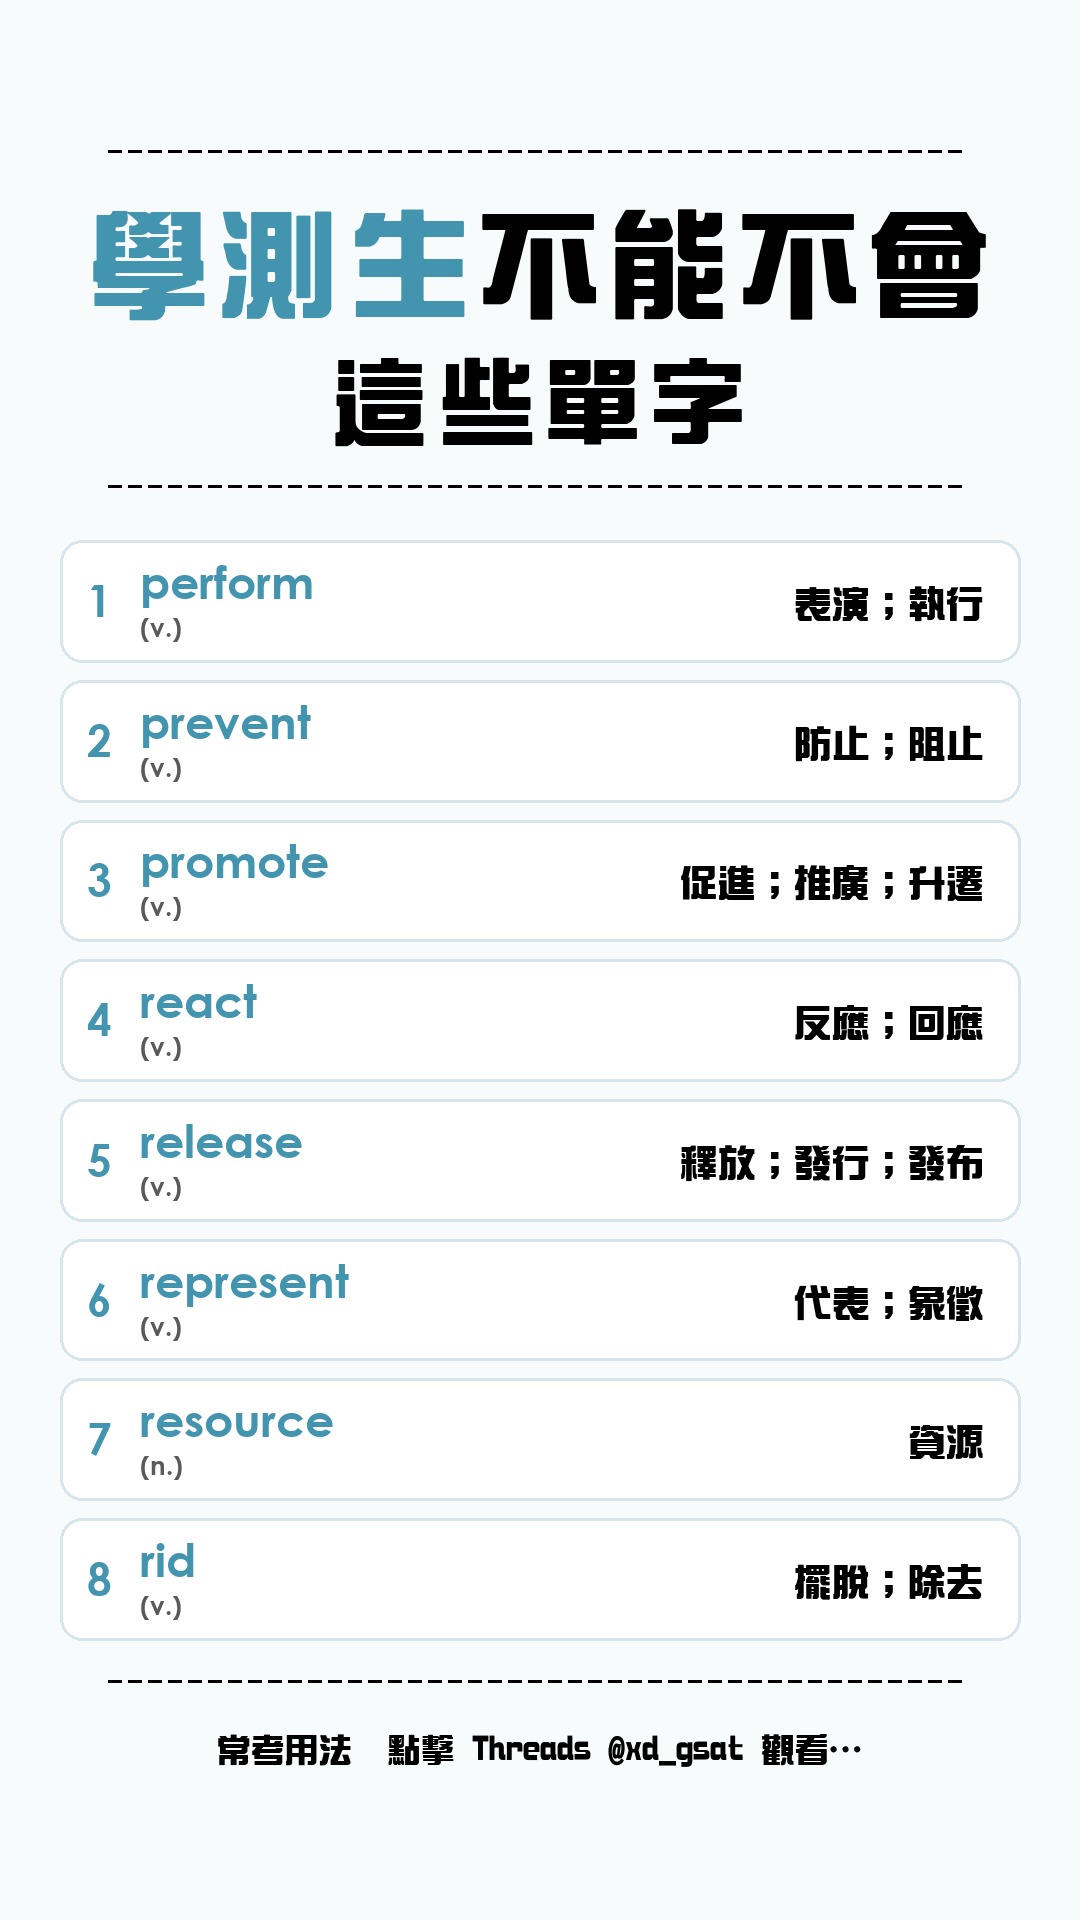 學測生不能不會
這些單字
1 perform (v.) 表演；執行
2 prevent (v.) 防止；阻止
3 promote (v.) 促進；推廣；升遷
4 react (v.) 反應；回應
5 release (v.) 釋放；發行；發布
6 represent (v.) 代表；象徵
7 resource (n.) 資源
8 rid (v.) 擺脫；除去
常考用法 點擊 Threads @xd_gsat 觀看…